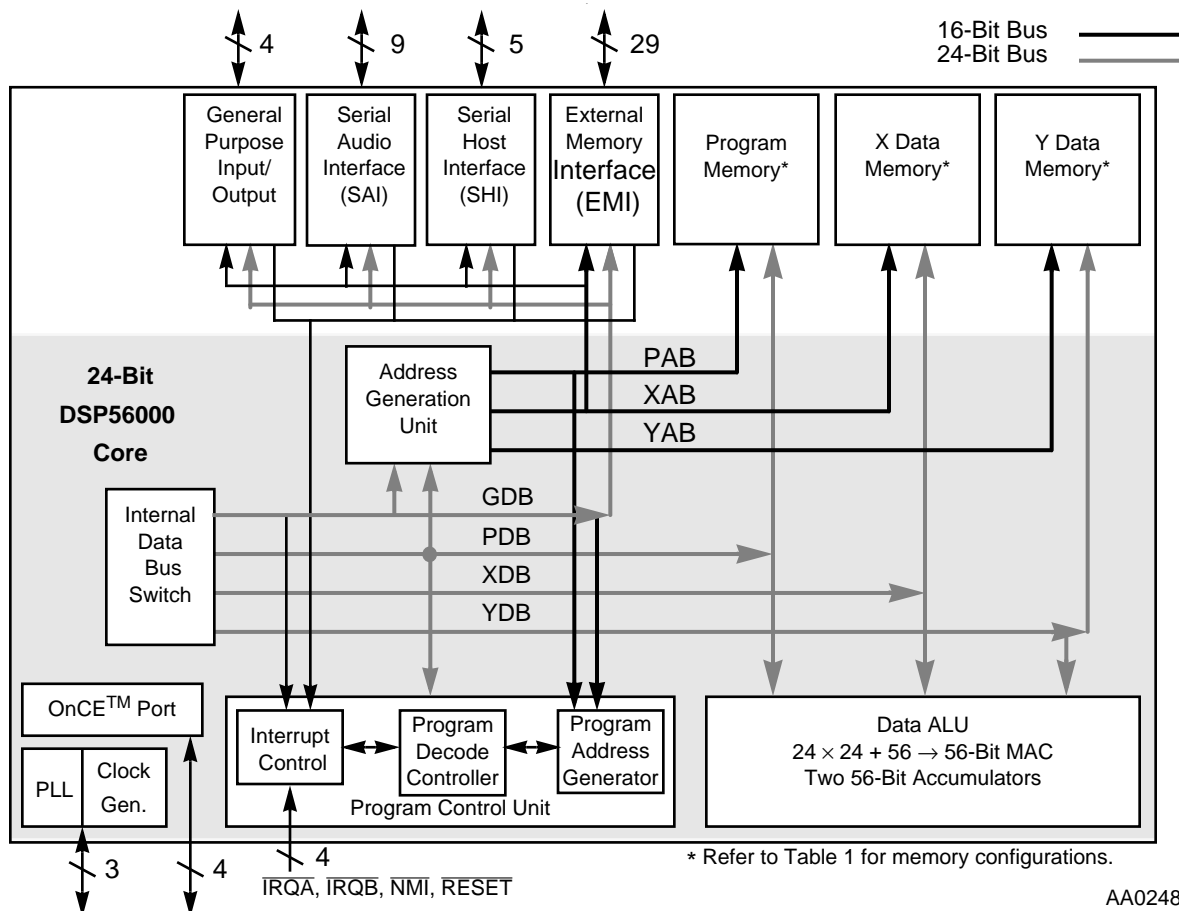 4
9
5
29
16-Bit Bus
24-Bit Bus
General
Purpose
Input/
Output
Serial
Audio
Interface
(SAI)
Serial
Host
Interface
(SHI)
External
Memory
Interface
(EMI)
Program
Memory*
X Data
Memory*
Y Data
Memory*
24-Bit
DSP56000
Core
Address
Generation
Unit
PAB
XAB
YAB
Internal
Data
Bus
Switch
GDB
PDB
XDB
YDB
OnCE™ Port
PLL
Clock
Gen.
Interrupt
Control
Program
Decode
Controller
Program
Address
Generator
Program Control Unit
Data ALU
24 × 24 + 56 → 56-Bit MAC
Two 56-Bit Accumulators
3
4
4
IRQA, IRQB, NMI, RESET
* Refer to Table 1 for memory configurations.
AA0248